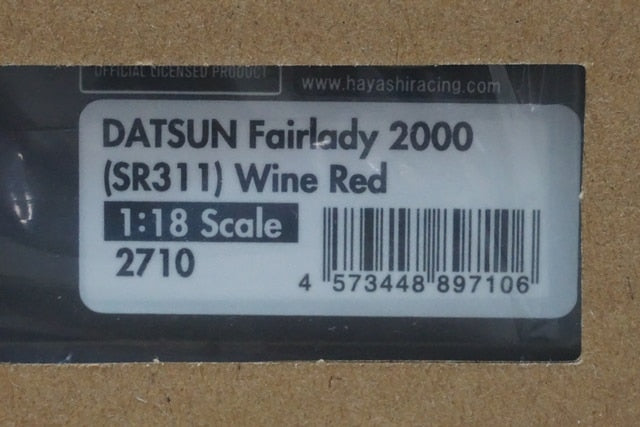 OFFICIAL LICENSED PRODUCT
www.hayashiracing.com
DATSUN Fairlady 2000
(SR311) Wine Red
1:18 Scale
2710
4 573448 897106